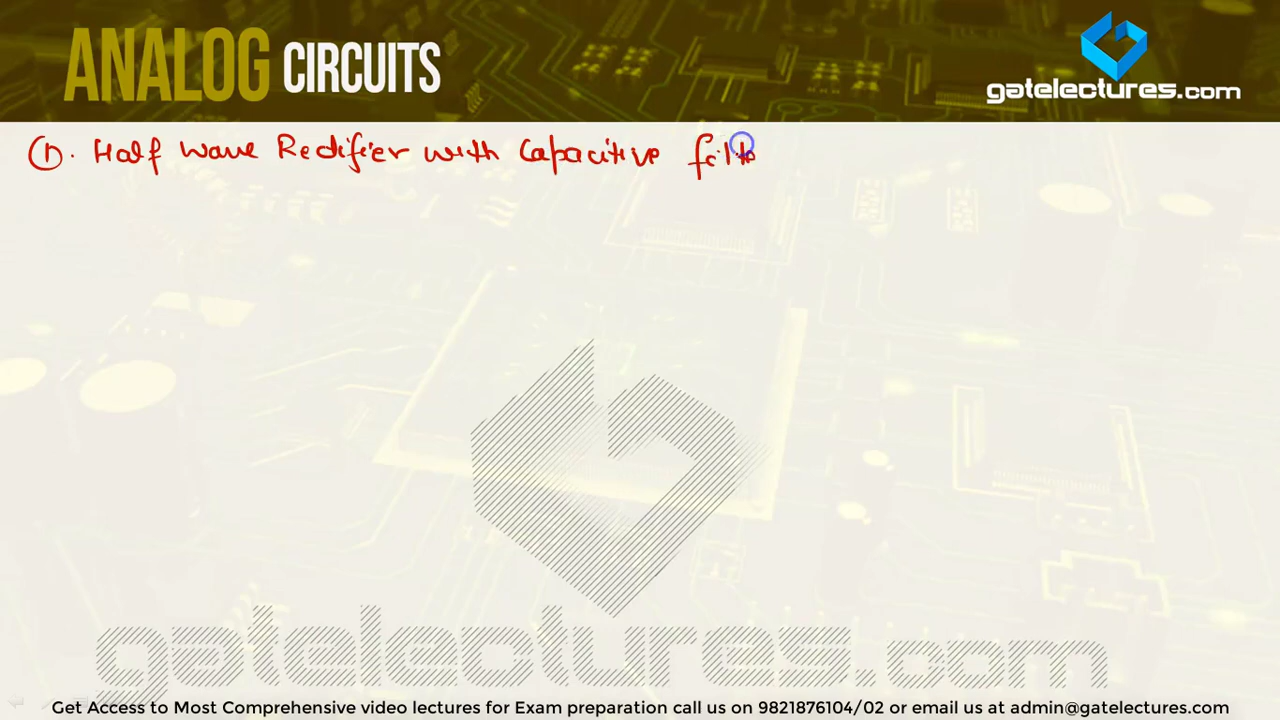 ANALOG CIRCUITS
gatelectures.com
(1). Half wave Rectifier with Capacitive filte
gatelectures.com
Get Access to Most Comprehensive video lectures for Exam preparation call us on 9821876104/02 or email us at admin@gatelectures.com